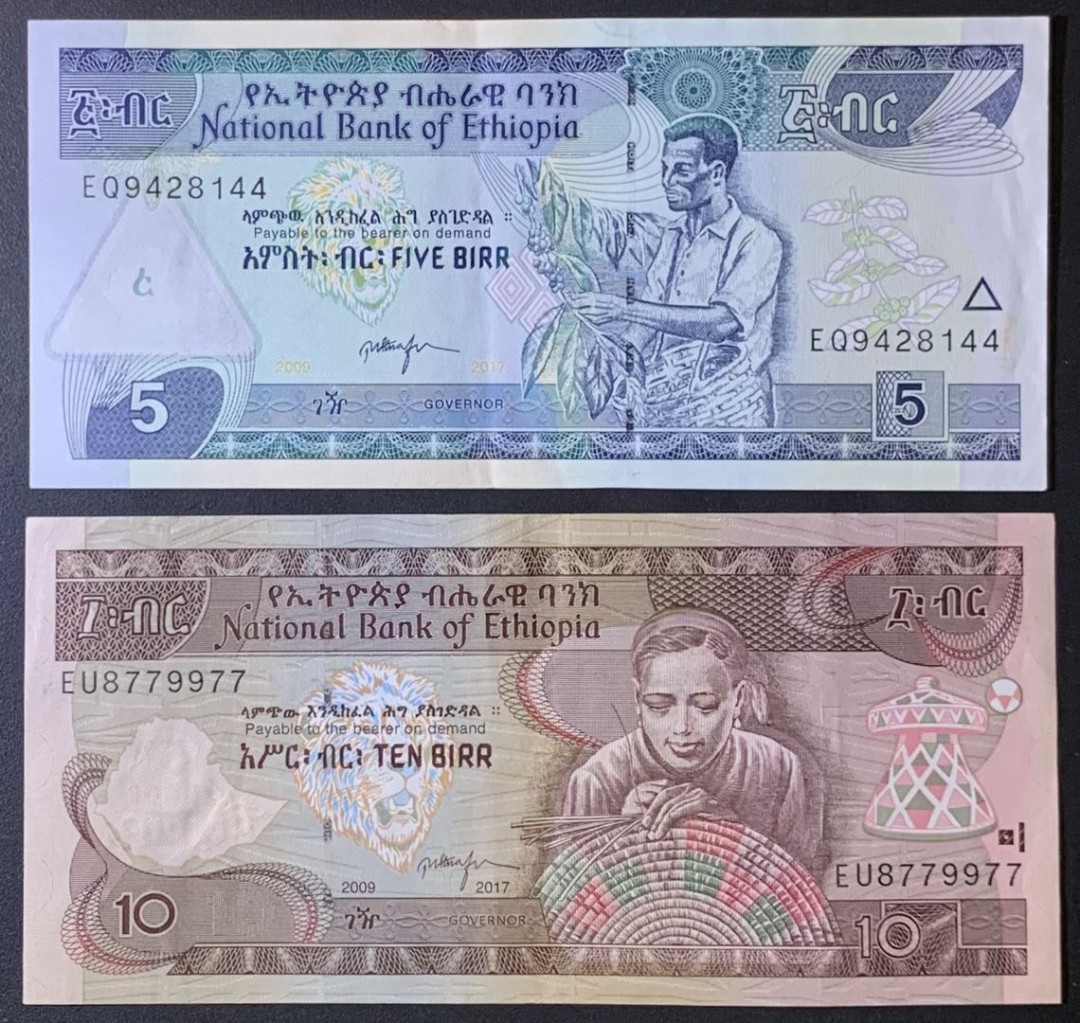 ፭፡ብር
የኢትዮጵያ ብሔራዊ ባንክ
፭፡ብር
National Bank of Ethiopia
EQ9428144
ላምጭው እንዲከፈል ሕግ ያስገድዳል ።
Payable to the bearer on demand
አምስት፡ ብር፡ FIVE BIRR
EQ9428144
2009 2017
5
ገዥ GOVERNOR
5
፲፡ብር
የኢትዮጵያ ብሔራዊ ባንክ
፲፡ብር
National Bank of Ethiopia
EU8779977
ላምጭው እንዲከፈል ሕግ ያስገድዳል ።
Payable to the bearer on demand
አሥር፡ ብር፡ TEN BIRR
EU8779977
2009 2017
10
ገዥ GOVERNOR
10